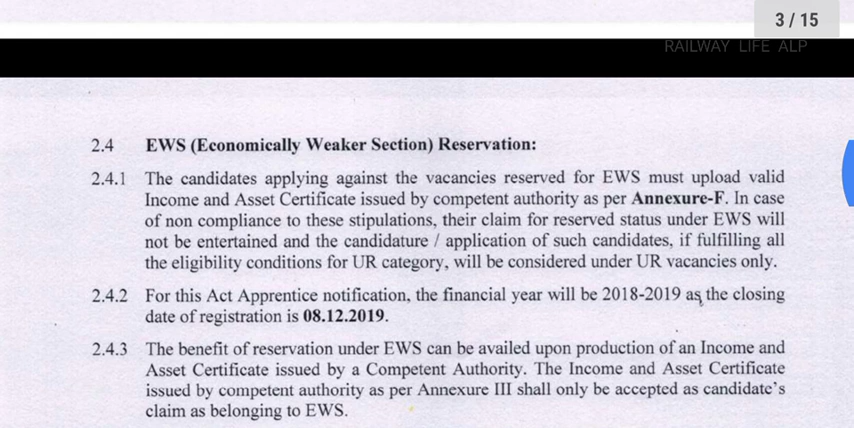 3 / 15
RAILWAY LIFE ALP
2.4 EWS (Economically Weaker Section) Reservation:
2.4.1 The candidates applying against the vacancies reserved for EWS must upload valid
Income and Asset Certificate issued by competent authority as per Annexure-F. In case
of non compliance to these stipulations, their claim for reserved status under EWS will
not be entertained and the candidature / application of such candidates, if fulfilling all
the eligibility conditions for UR category, will be considered under UR vacancies only.
2.4.2 For this Act Apprentice notification, the financial year will be 2018-2019 as the closing
date of registration is 08.12.2019.
2.4.3 The benefit of reservation under EWS can be availed upon production of an Income and
Asset Certificate issued by a Competent Authority. The Income and Asset Certificate
issued by competent authority as per Annexure III shall only be accepted as candidate's
claim as belonging to EWS.